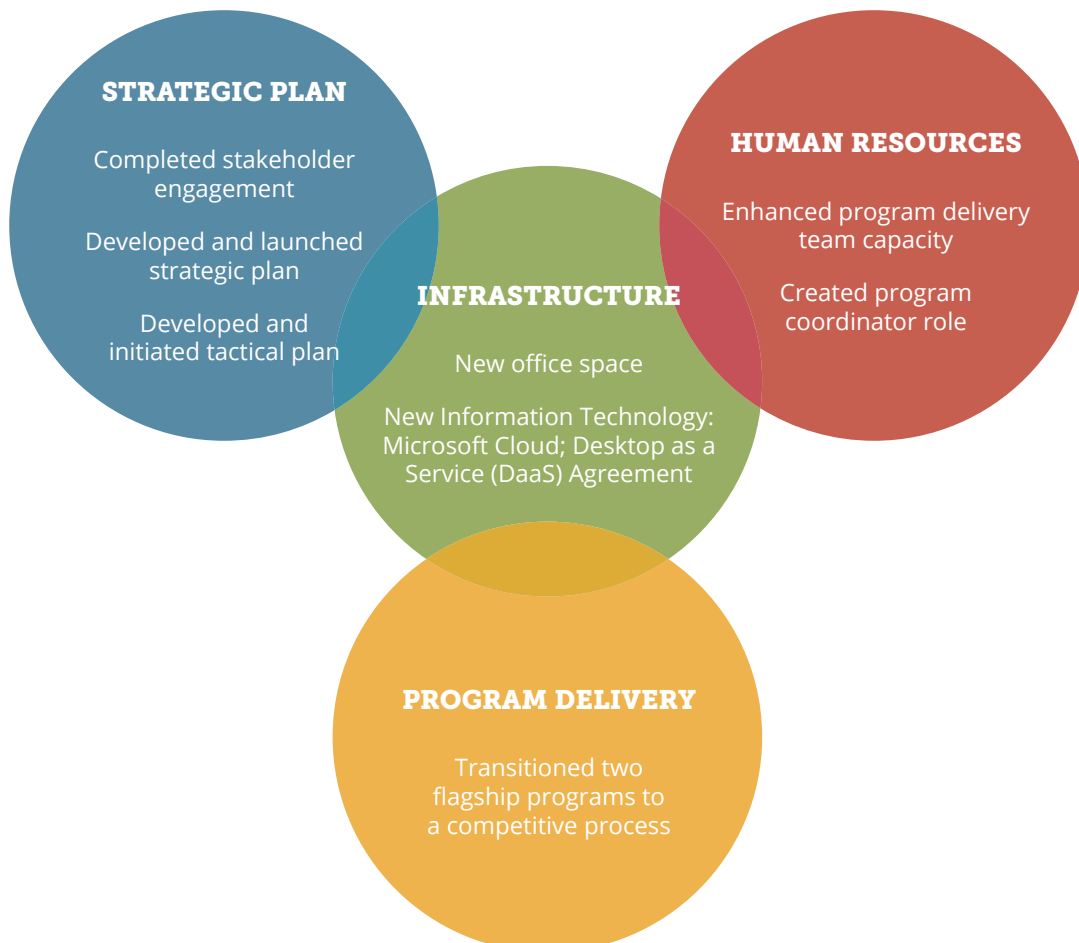 STRATEGIC PLAN
Completed stakeholder
engagement
Developed and launched
strategic plan
Developed and
initiated tactical plan
HUMAN RESOURCES
Enhanced program delivery
team capacity
Created program
coordinator role
INFRASTRUCTURE
New office space
New Information Technology:
Microsoft Cloud; Desktop as a
Service (DaaS) Agreement
PROGRAM DELIVERY
Transitioned two
flagship programs to
a competitive process